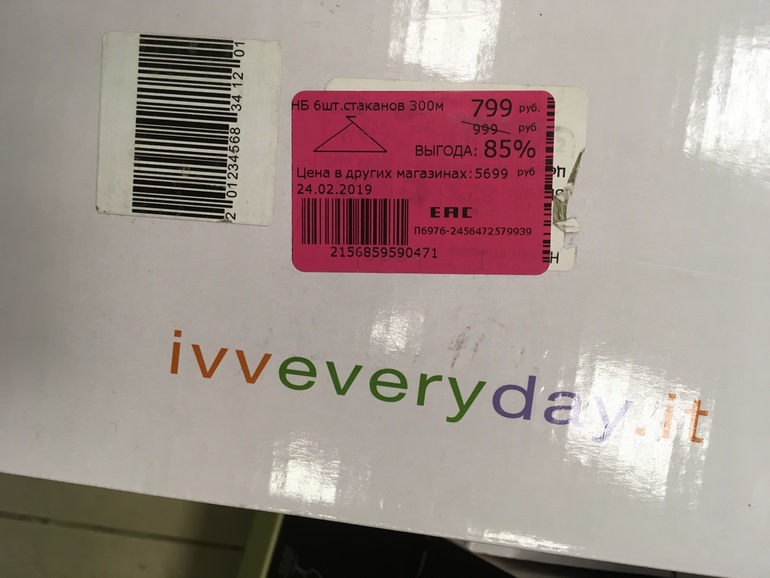 2 01234568 34 12 01
НБ 6шт.стаканов 300м 799 руб.
999 руб
ВЫГОДА: 85%
Цена в других магазинах: 5699 руб
24.02.2019
EAC
П6976-2456472579939
2156859590471
ivveveryday.it